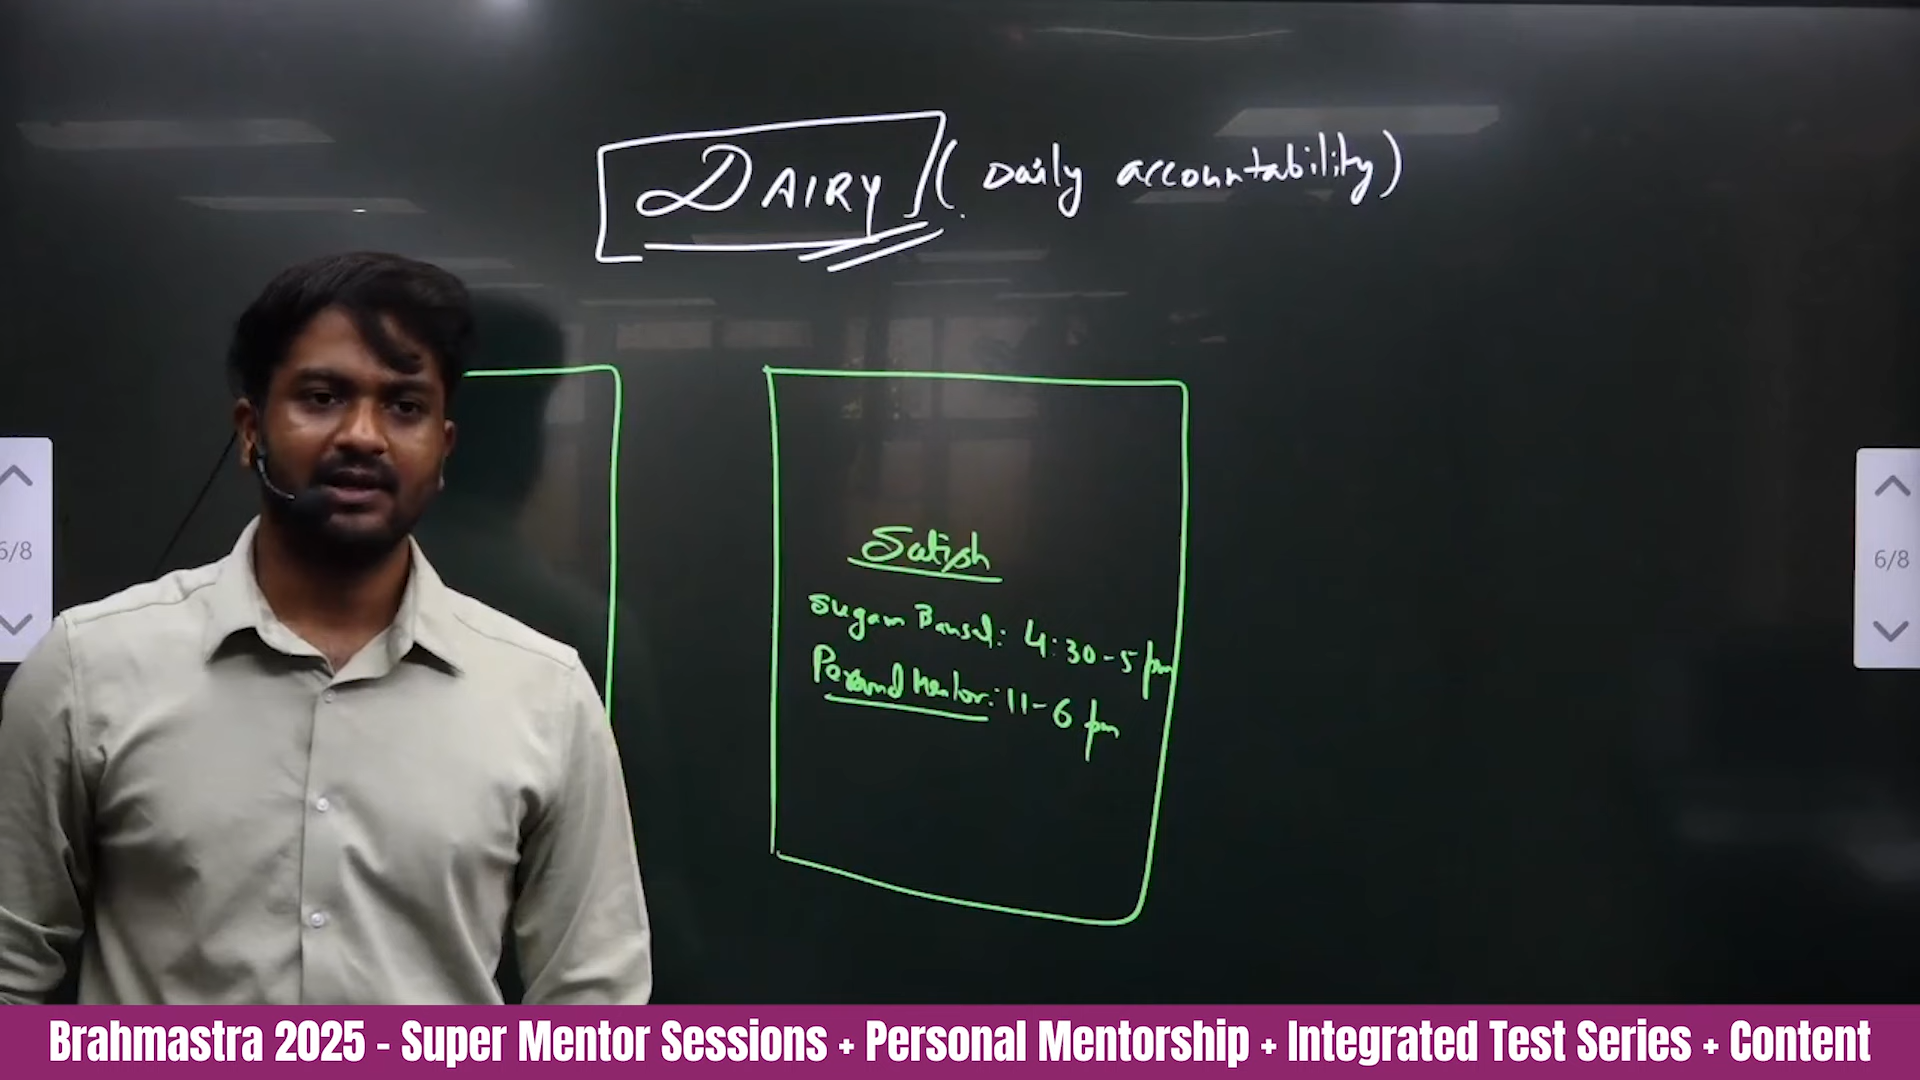 DAIRY (Daily accountability)
Satish
Sugam Bansal: 4:30-5 pm
Personal Mentor: 11-6 pm
6/8
6/8
Brahmastra 2025 - Super Mentor Sessions + Personal Mentorship + Integrated Test Series + Content